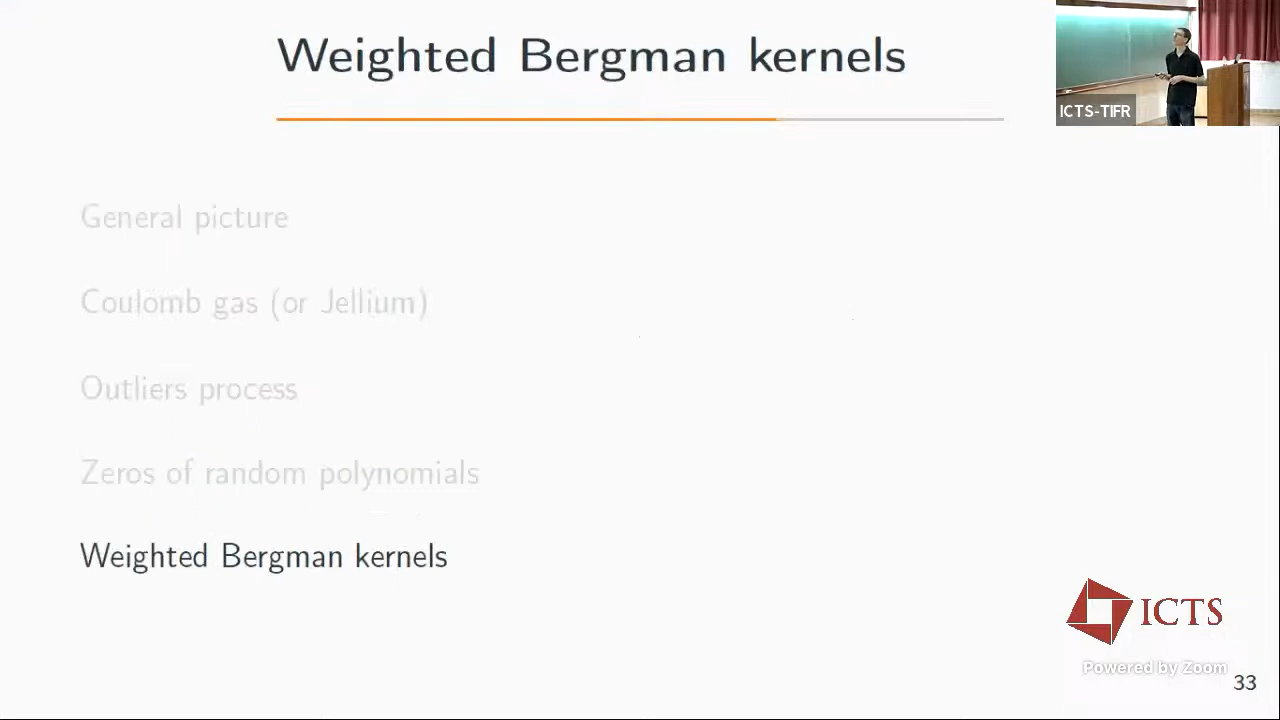 Weighted Bergman kernels
ICTS-TIFR
General picture
Coulomb gas (or Jellium)
Outliers process
Zeros of random polynomials
Weighted Bergman kernels
ICTS
Powered by Zoom
33